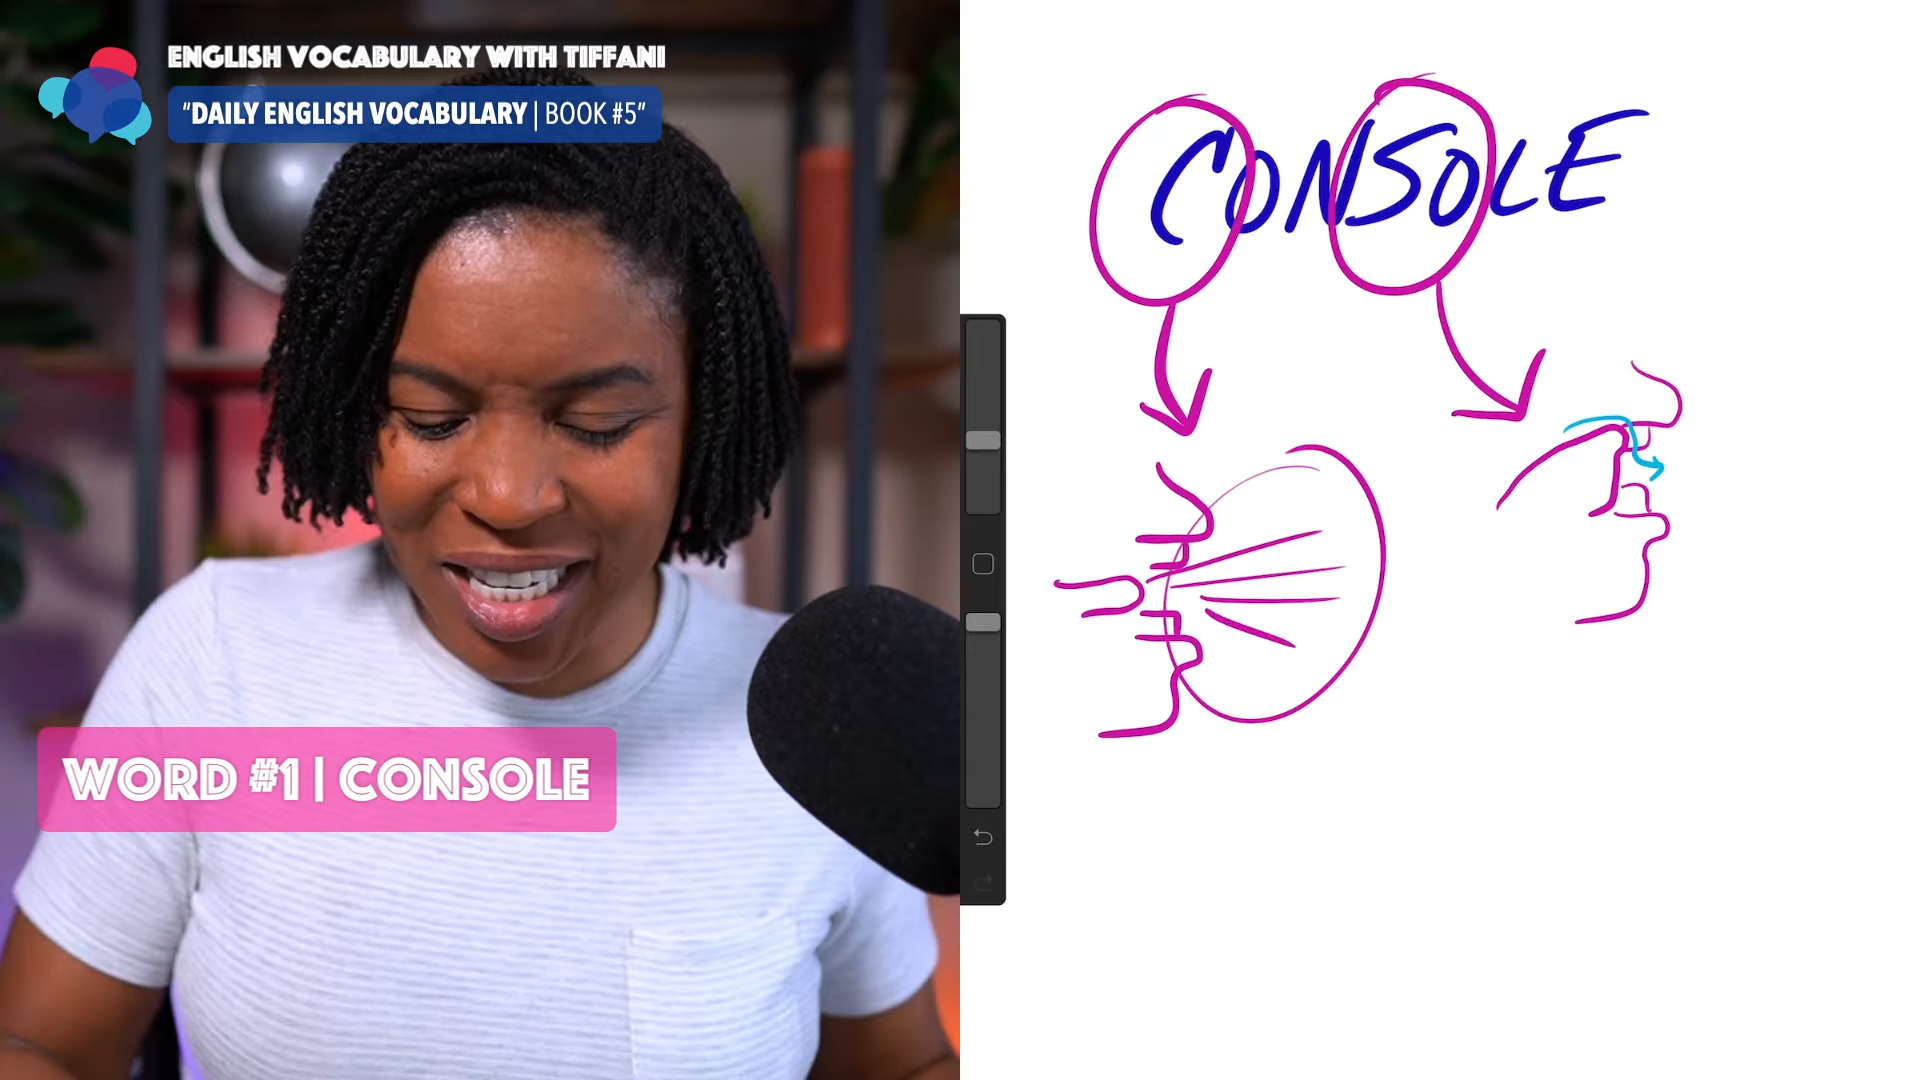 ENGLISH VOCABULARY WITH TIFFANI
"DAILY ENGLISH VOCABULARY | BOOK #5"
CONSOLE
WORD #1 | CONSOLE